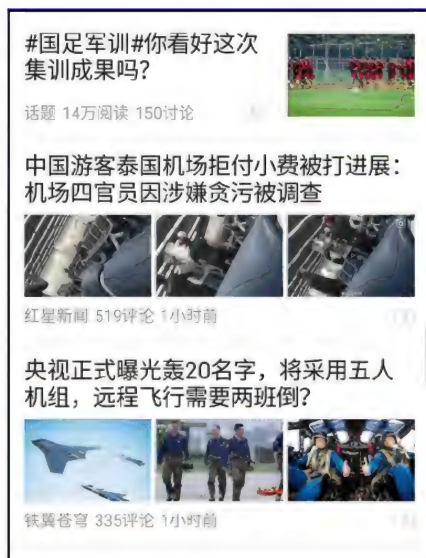 #国足军训#你看好这次
集训成果吗？
话题 14万阅读 150讨论
中国游客泰国机场拒付小费被打进展：
机场四官员因涉嫌贪污被调查
红星新闻 519评论 1小时前
央视正式曝光轰20名字，将采用五人
机组，远程飞行需要两班倒？
铁翼苍穹 335评论 1小时前